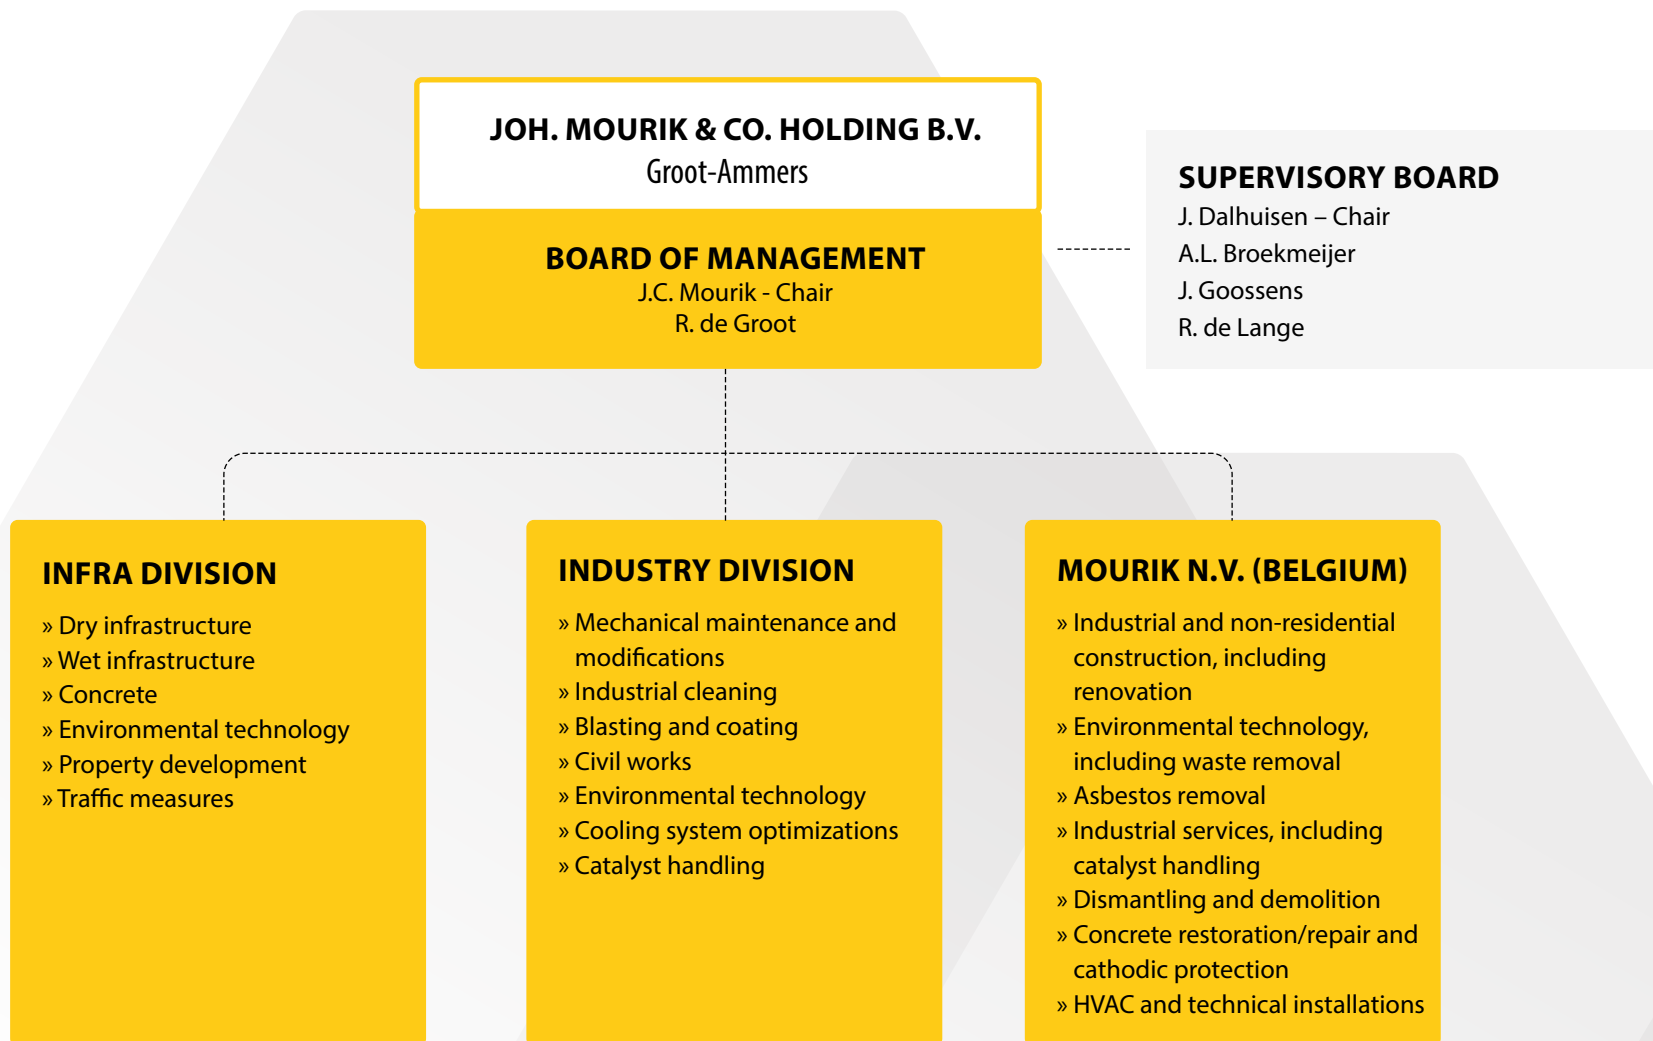 JOH. MOURIK & CO. HOLDING B.V.
Groot-Ammers
BOARD OF MANAGEMENT
J.C. Mourik - Chair
R. de Groot
SUPERVISORY BOARD
J. Dalhuisen – Chair
A.L. Broekmeijer
J. Goossens
R. de Lange
INFRA DIVISION
» Dry infrastructure
» Wet infrastructure
» Concrete
» Environmental technology
» Property development
» Traffic measures
INDUSTRY DIVISION
» Mechanical maintenance and
modifications
» Industrial cleaning
» Blasting and coating
» Civil works
» Environmental technology
» Cooling system optimizations
» Catalyst handling
MOURIK N.V. (BELGIUM)
» Industrial and non-residential
construction, including
renovation
» Environmental technology,
including waste removal
» Asbestos removal
» Industrial services, including
catalyst handling
» Dismantling and demolition
» Concrete restoration/repair and
cathodic protection
» HVAC and technical installations